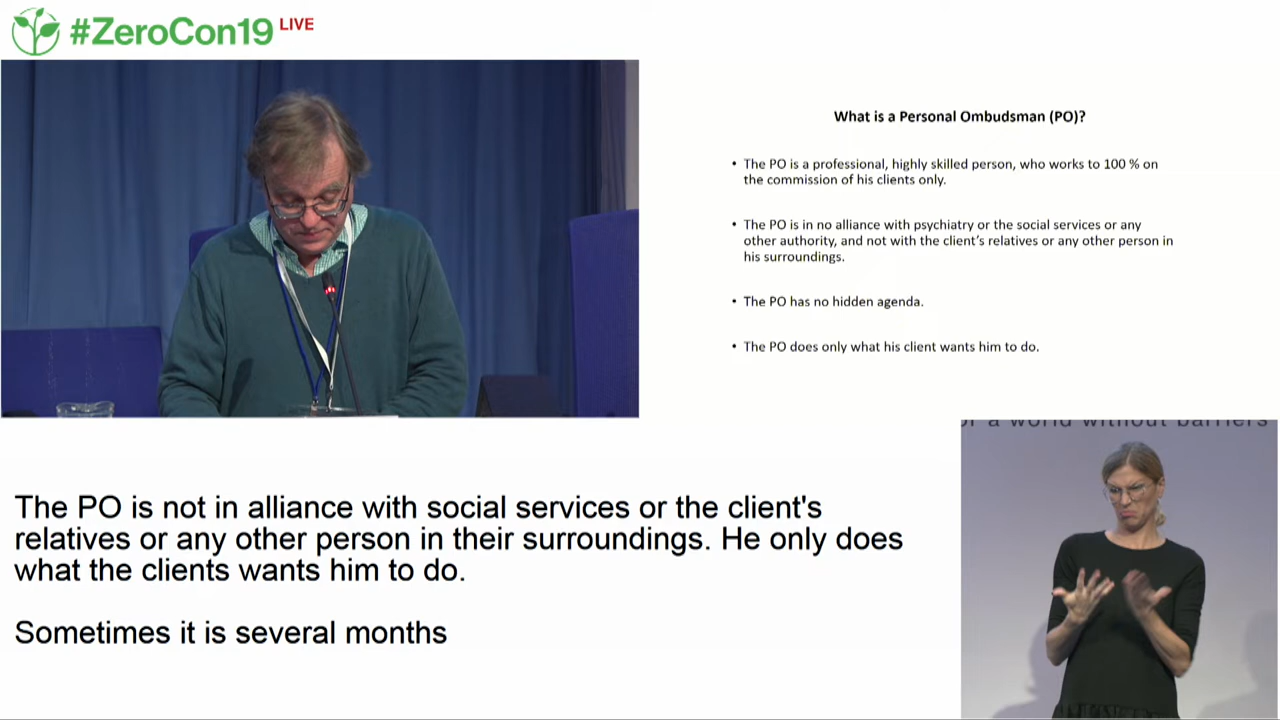 #ZeroCon19 LIVE
What is a Personal Ombudsman (PO)?
• The PO is a professional, highly skilled person, who works to 100 % on
the commission of his clients only.
• The PO is in no alliance with psychiatry or the social services or any
other authority, and not with the client's relatives or any other person in
his surroundings.
• The PO has no hidden agenda.
• The PO does only what his client wants him to do.
or a world without barriers
The PO is not in alliance with social services or the client's
relatives or any other person in their surroundings. He only does
what the clients wants him to do.
Sometimes it is several months